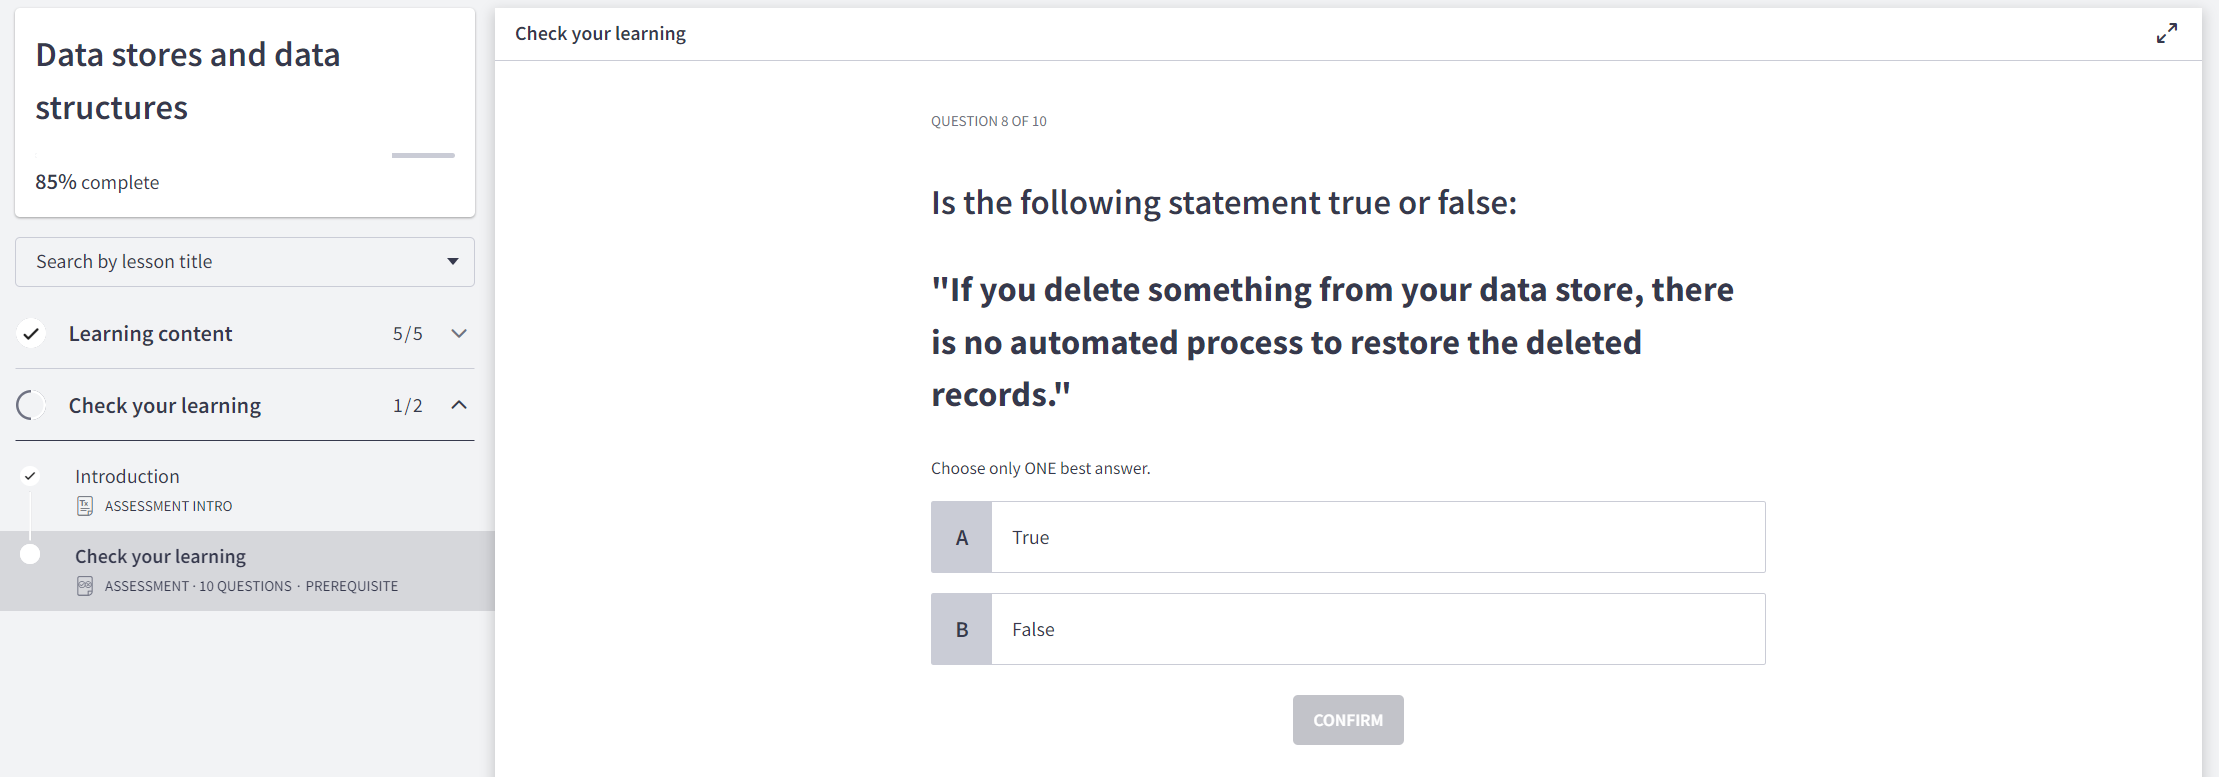 Data stores and data
structures
85% complete
Search by lesson title
Learning content 5/5
Check your learning 1/2
Introduction
ASSESSMENT INTRO
Check your learning
ASSESSMENT · 10 QUESTIONS · PREREQUISITE
Check your learning
QUESTION 8 OF 10
Is the following statement true or false:
"If you delete something from your data store, there
is no automated process to restore the deleted
records."
Choose only ONE best answer.
A True
B False
CONFIRM